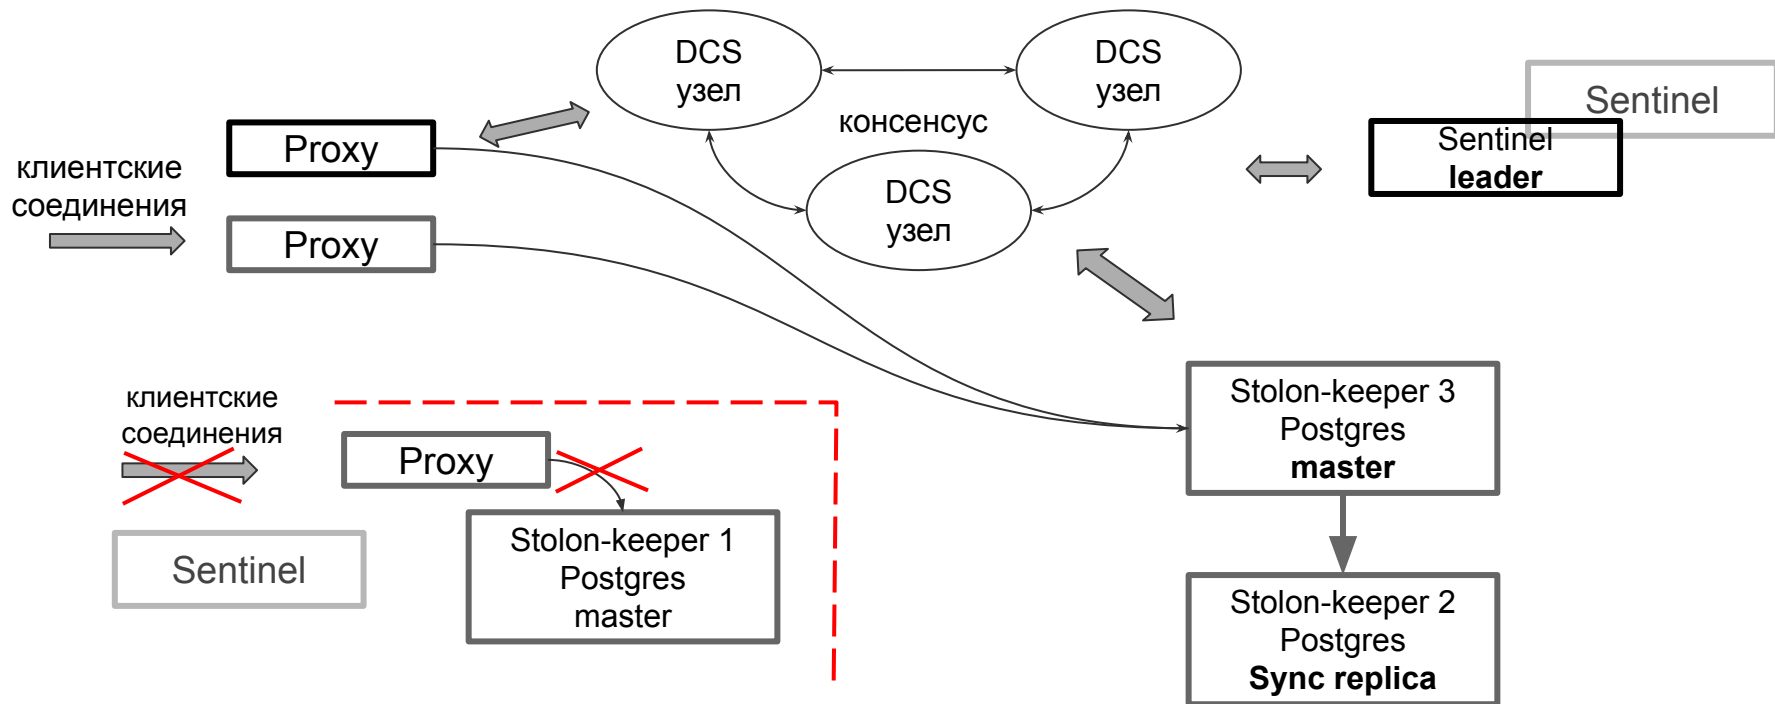 DCS
узел
DCS
узел
Sentinel
Proxy
консенсус
Sentinel
leader
клиентские
соединения
DCS
узел
Proxy
Stolon-keeper 3
Postgres
master
клиентские
соединения
Proxy
Stolon-keeper 1
Postgres
master
Sentinel
Stolon-keeper 2
Postgres
Sync replica